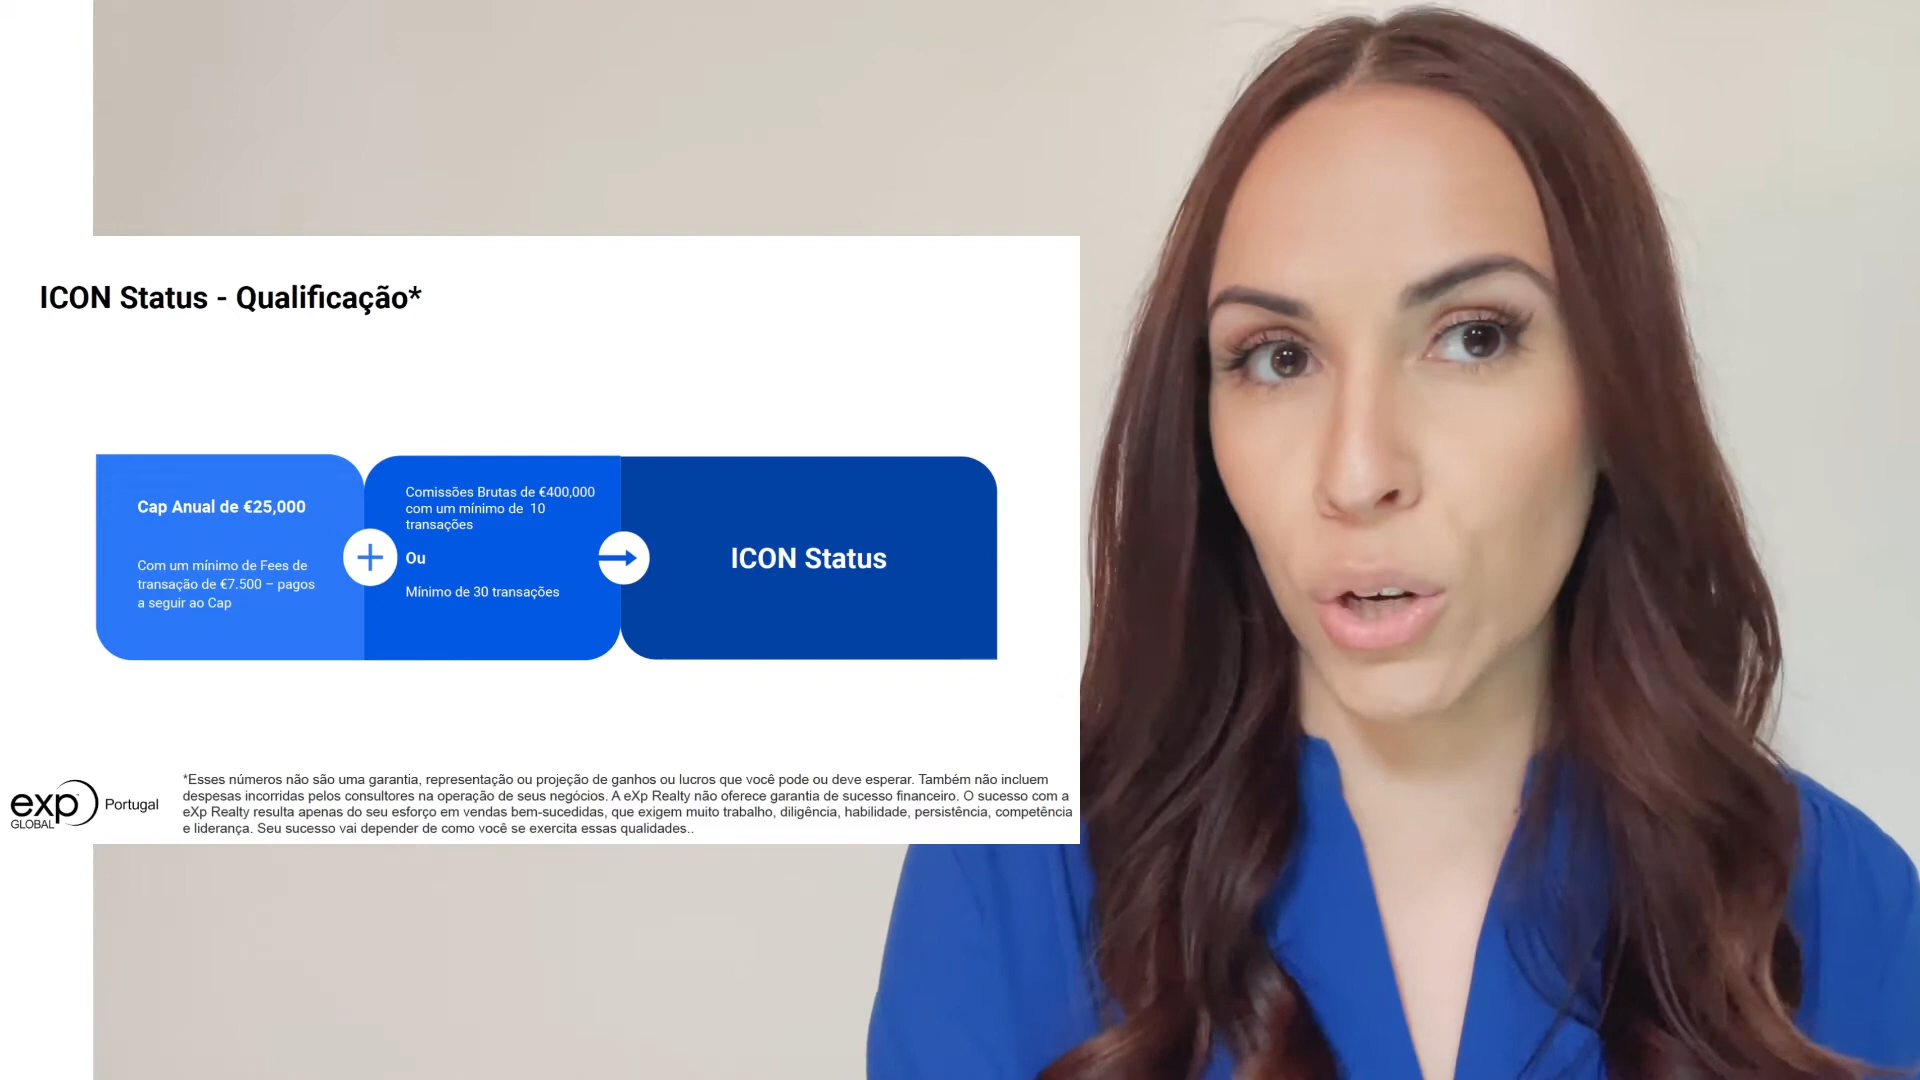 ICON Status - Qualificação*
Cap Anual de €25,000
Com um mínimo de Fees de
transação de €7.500 – pagos
a seguir ao Cap
Comissões Brutas de €400,000
com um mínimo de  10
transações
Ou
Mínimo de 30 transações
ICON Status
exp
GLOBAL
Portugal
*Esses números não são uma garantia, representação ou projeção de ganhos ou lucros que você pode ou deve esperar. Também não incluem
despesas incorridas pelos consultores na operação de seus negócios. A eXp Realty não oferece garantia de sucesso financeiro. O sucesso com a
eXp Realty resulta apenas do seu esforço em vendas bem-sucedidas, que exigem muito trabalho, diligência, habilidade, persistência, competência
e liderança. Seu sucesso vai depender de como você se exercita essas qualidades..